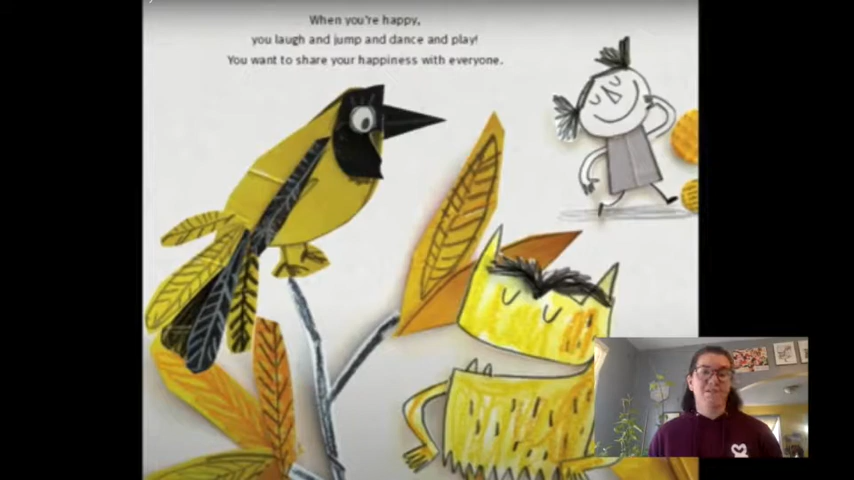 When you're happy,
you laugh and jump and dance and play!
You want to share your happiness with everyone.